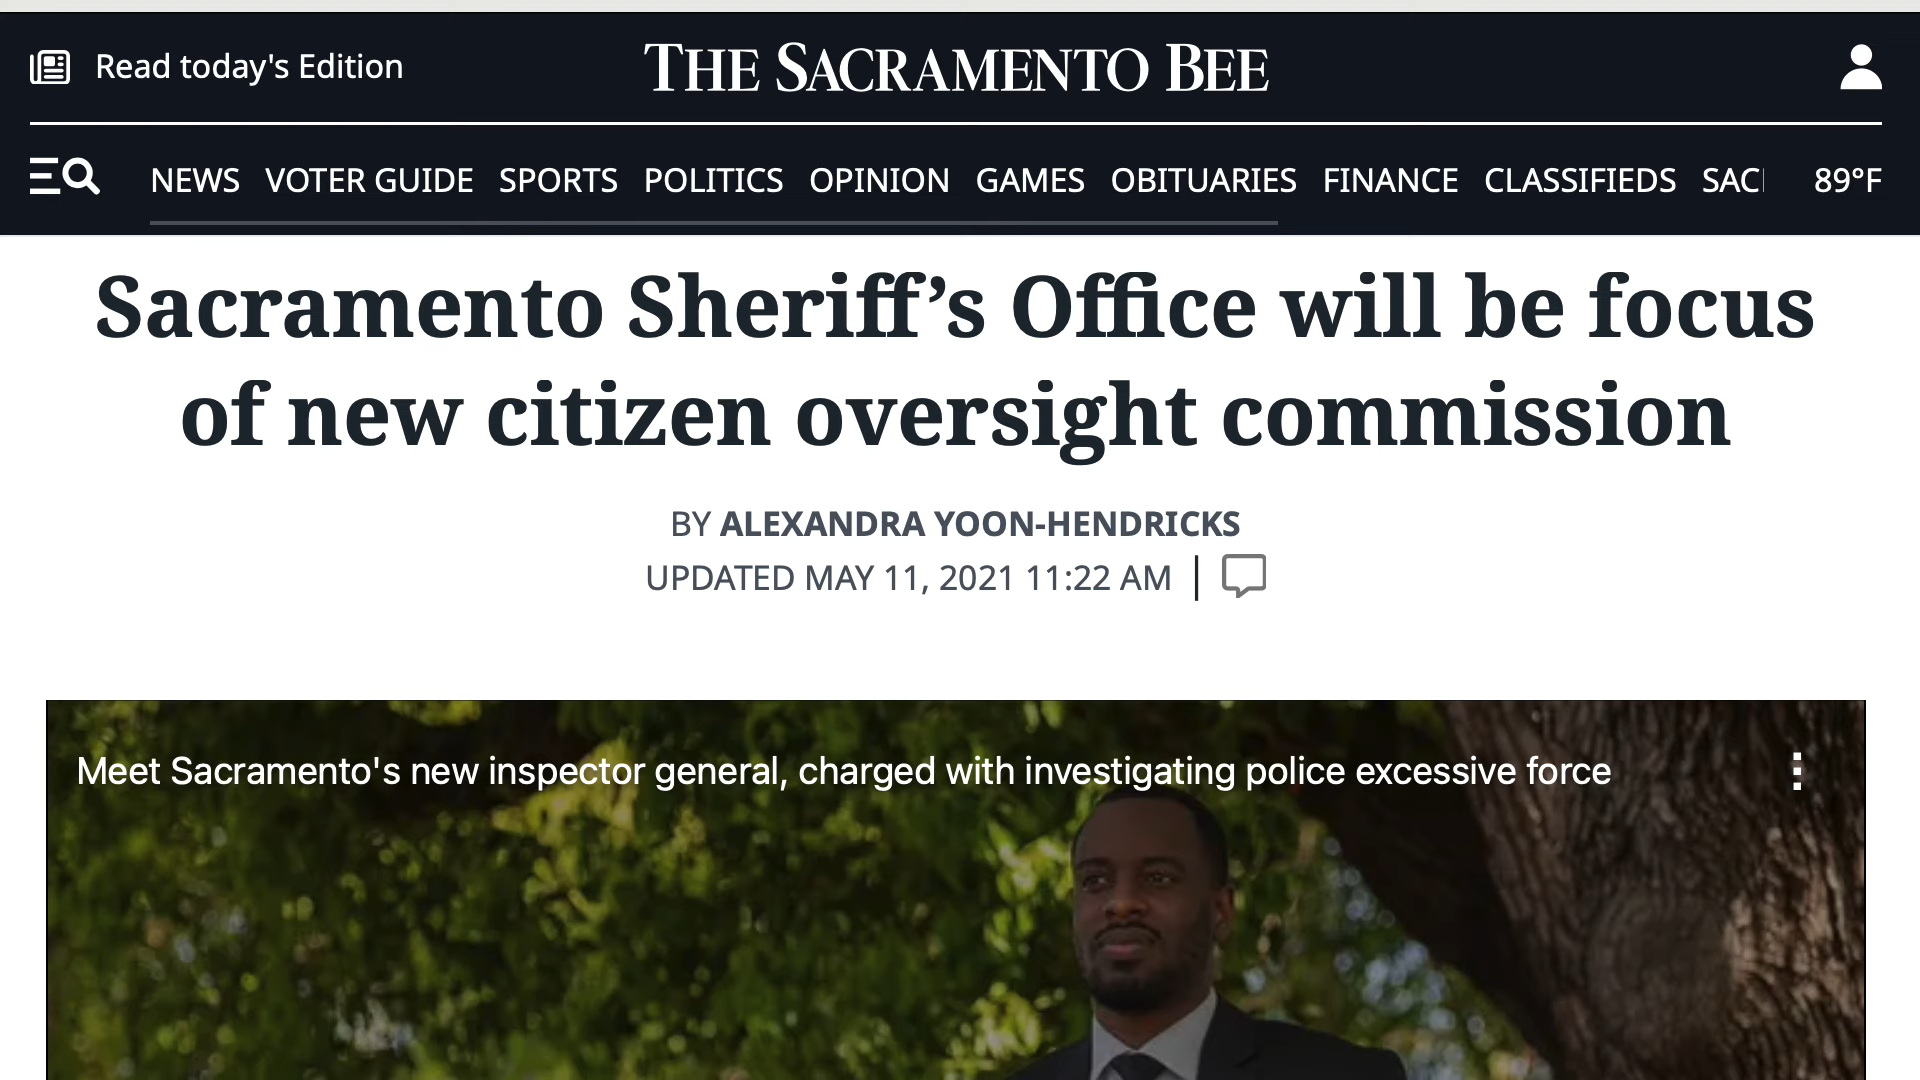 Read today's Edition
THE SACRAMENTO BEE
NEWS VOTER GUIDE SPORTS POLITICS OPINION GAMES OBITUARIES FINANCE CLASSIFIEDS SAC 89°F
Sacramento Sheriff’s Office will be focus
of new citizen oversight commission
BY ALEXANDRA YOON-HENDRICKS
UPDATED MAY 11, 2021 11:22 AM
Meet Sacramento's new inspector general, charged with investigating police excessive force